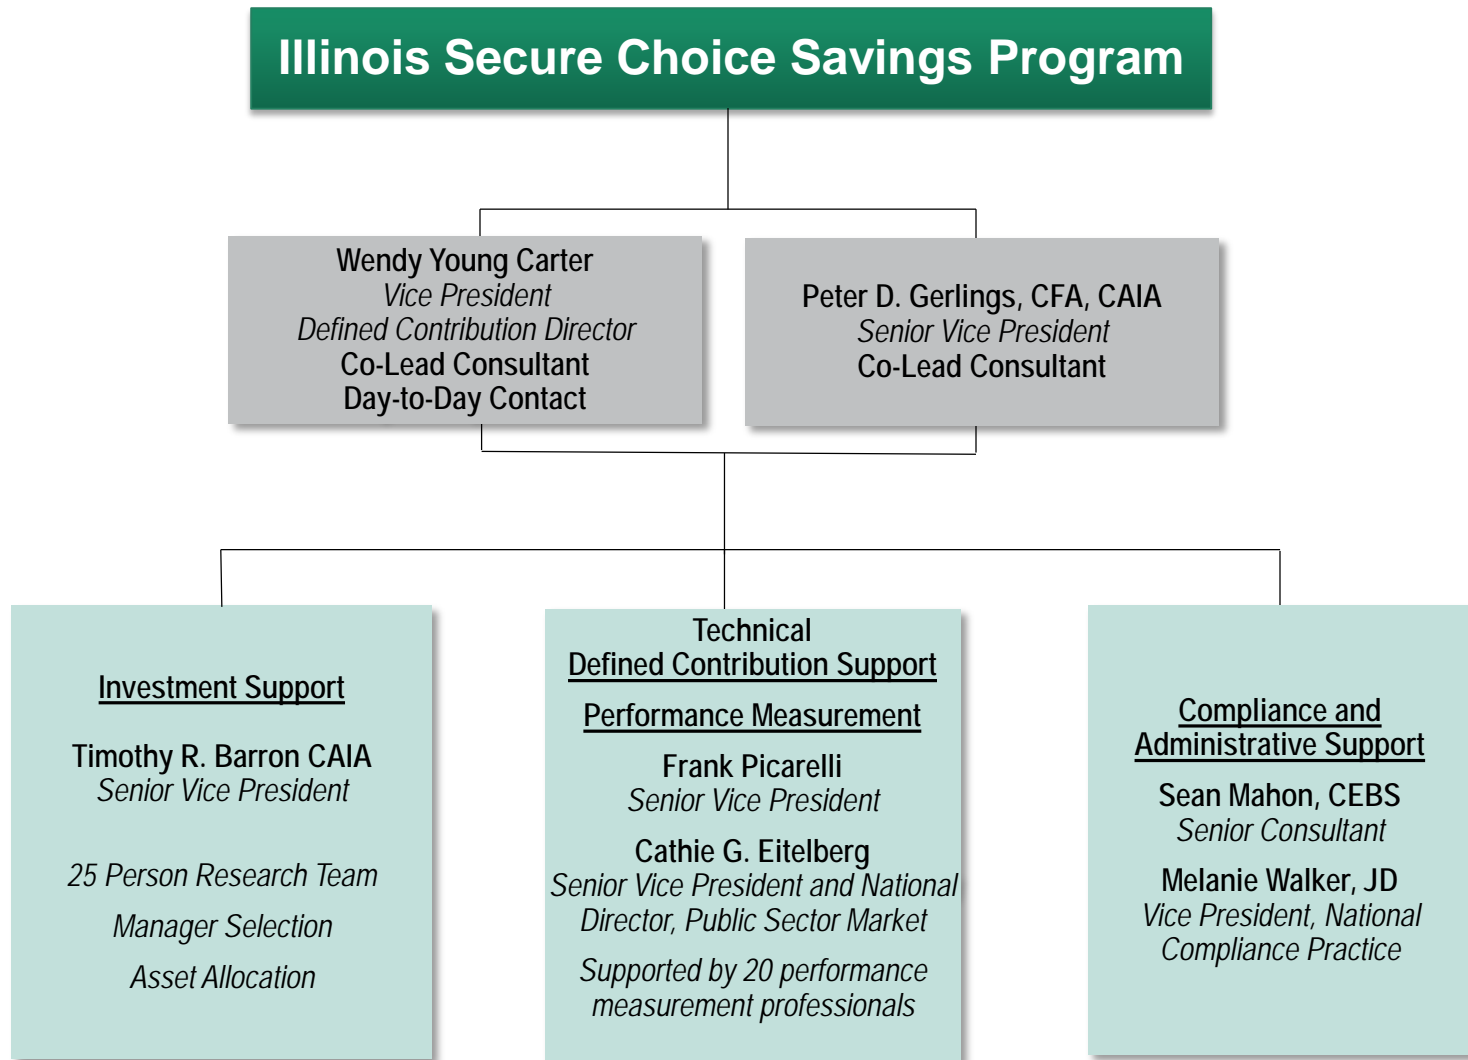 Illinois Secure Choice Savings Program
Wendy Young Carter
Vice President
Defined Contribution Director
Co-Lead Consultant
Day-to-Day Contact
Peter D. Gerlings, CFA, CAIA
Senior Vice President
Co-Lead Consultant
Investment Support
Timothy R. Barron CAIA
Senior Vice President
25 Person Research Team
Manager Selection
Asset Allocation
Technical
Defined Contribution Support
Performance Measurement
Frank Picarelli
Senior Vice President
Cathie G. Eitelberg
Senior Vice President and National
Director, Public Sector Market
Supported by 20 performance
measurement professionals
Compliance and
Administrative Support
Sean Mahon, CEBS
Senior Consultant
Melanie Walker, JD
Vice President, National
Compliance Practice